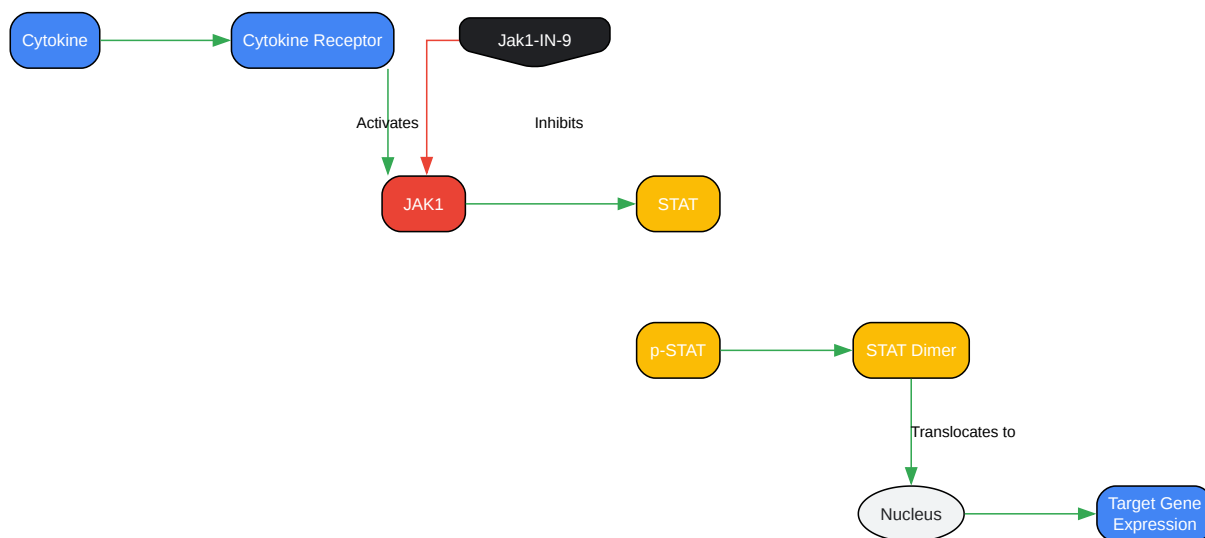 Cytokine
Cytokine Receptor
Jak1-IN-9
Activates
Inhibits
JAK1
STAT
p-STAT
STAT Dimer
Translocates to
Nucleus
Target Gene
Expression